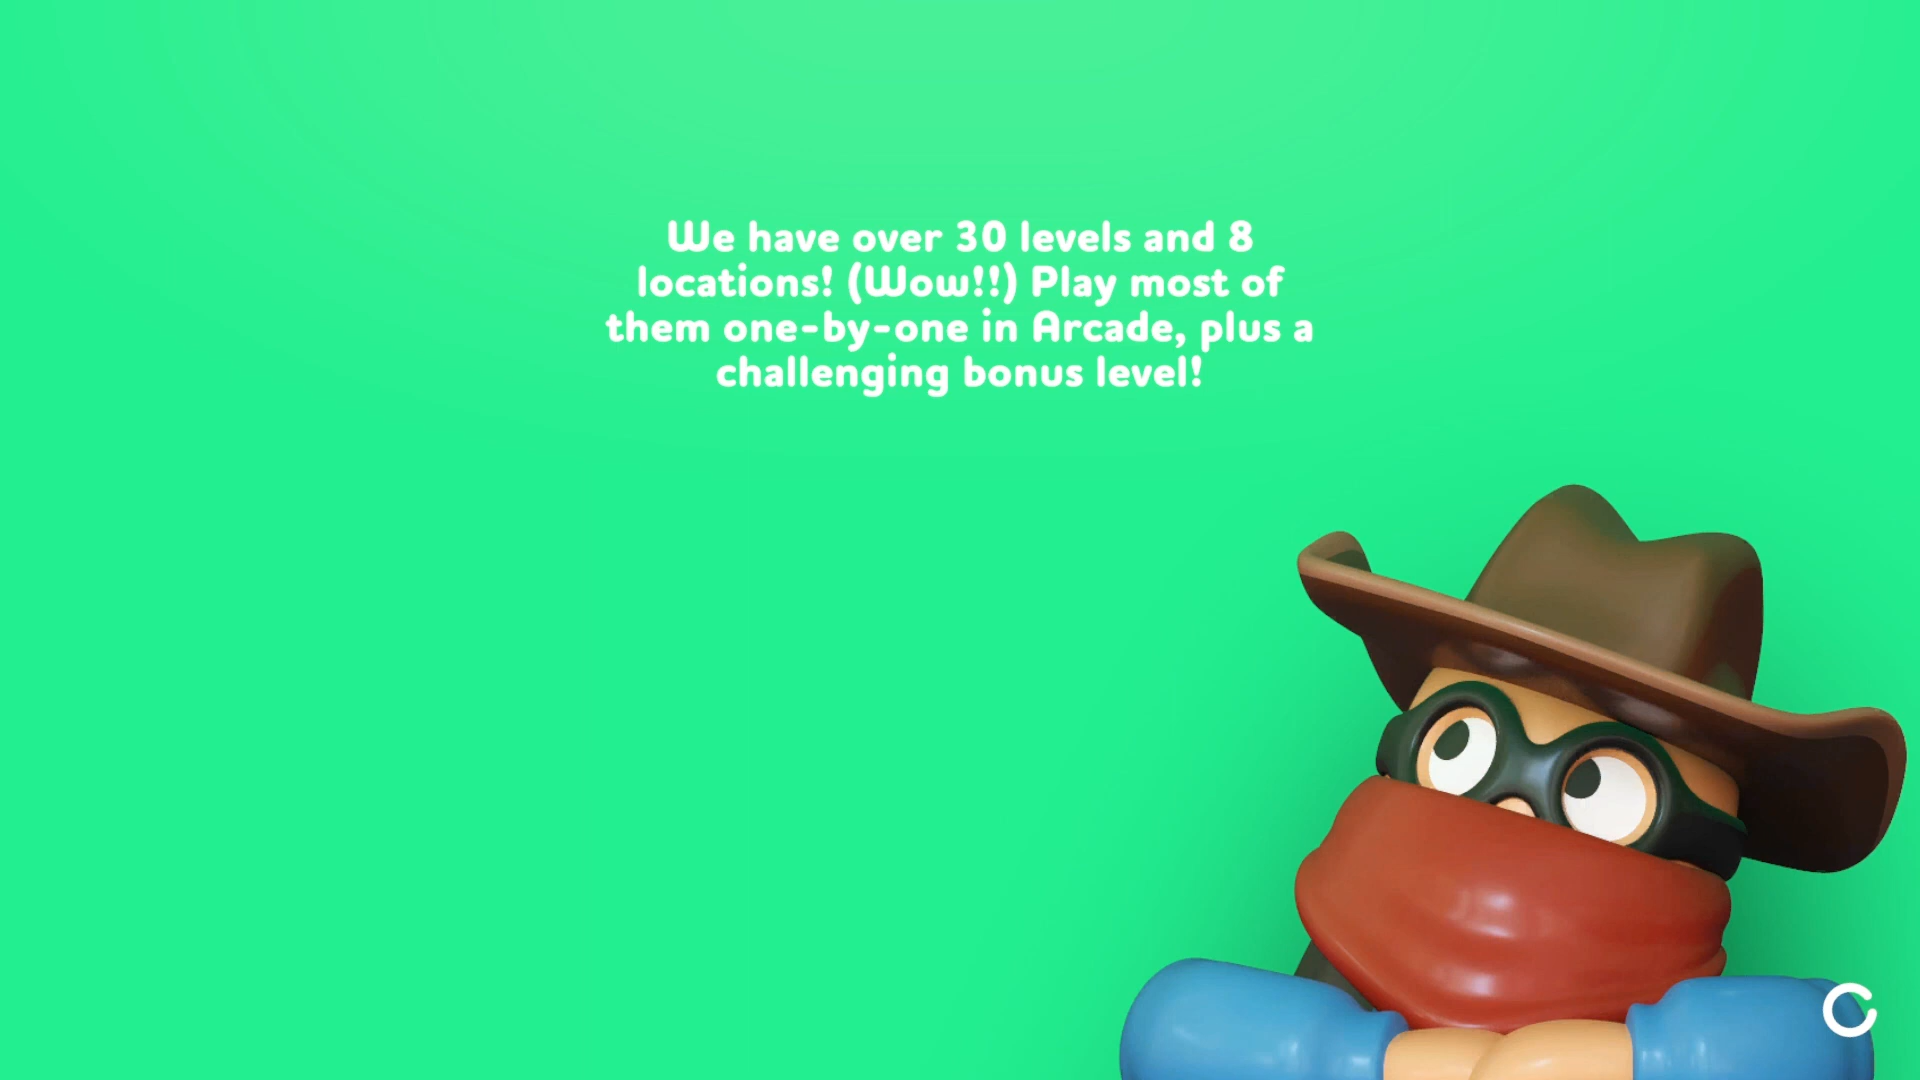 We have over 30 levels and 8
locations! (Wow!!) Play most of
them one-by-one in Arcade, plus a
challenging bonus level!